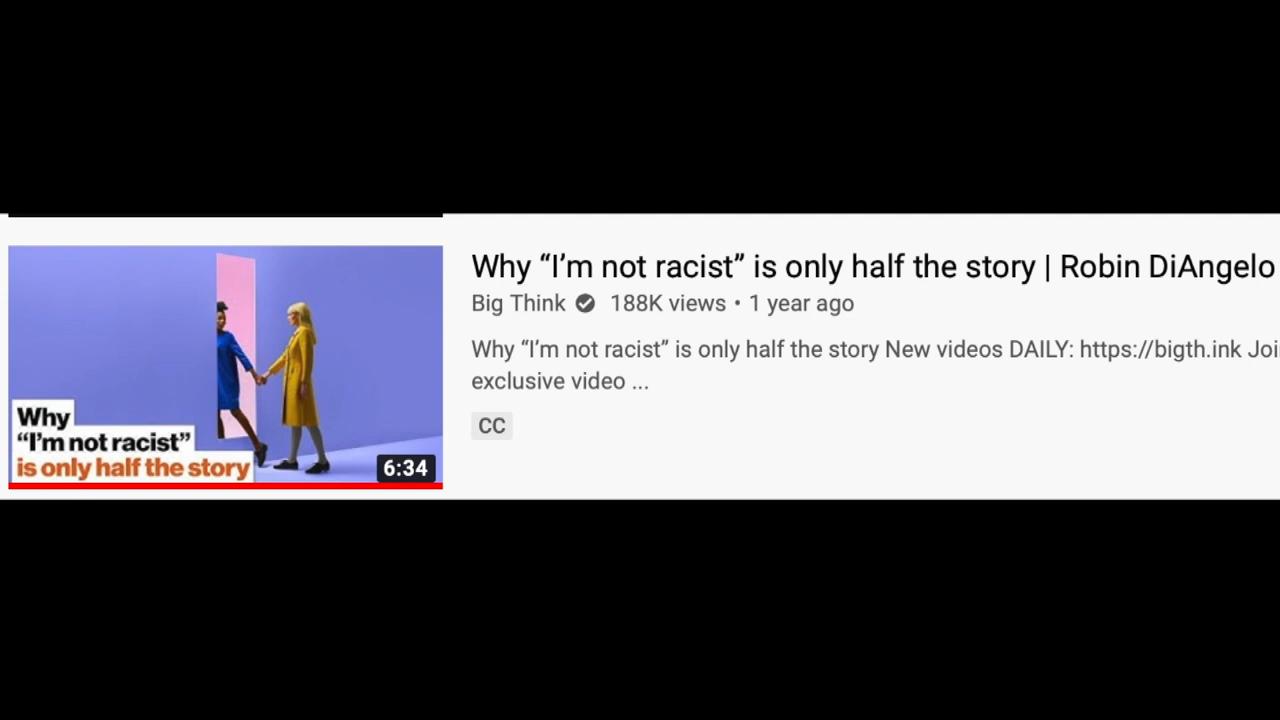 Why
“I’m not racist”
is only half the story
6:34
Why “I’m not racist” is only half the story | Robin DiAngelo
Big Think 188K views • 1 year ago
Why “I’m not racist” is only half the story New videos DAILY: https://bigth.ink Joi
exclusive video ...
CC